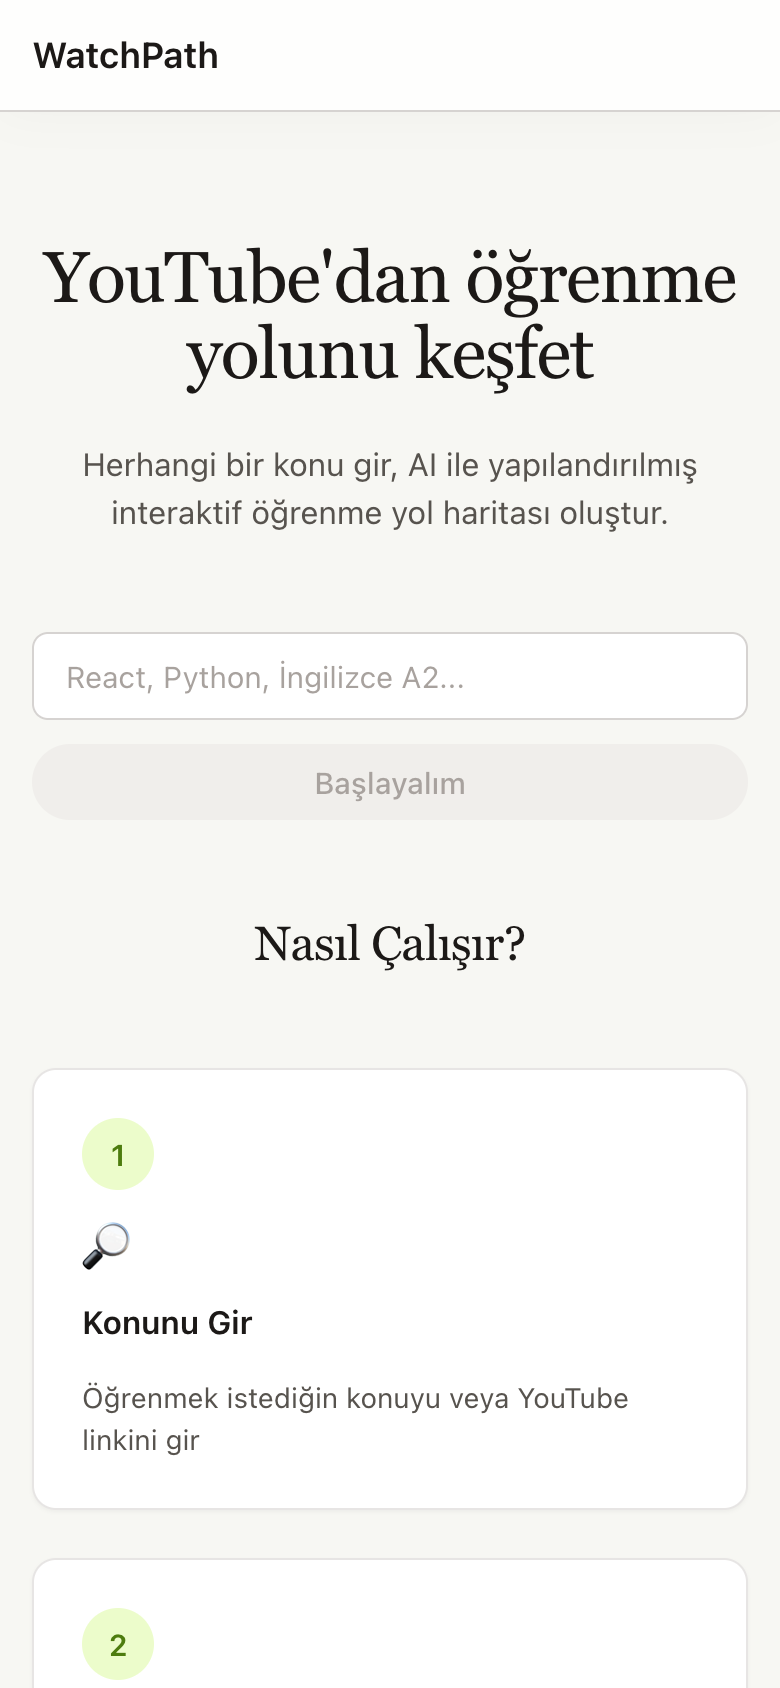 WatchPath
YouTube'dan öğrenme
yolunu keşfet
Herhangi bir konu gir, AI ile yapılandırılmış
interaktif öğrenme yol haritası oluştur.
React, Python, İngilizce A2...
Başlayalım
Nasıl Çalışır?
1
Konunu Gir
Öğrenmek istediğin konuyu veya YouTube
linkini gir
2